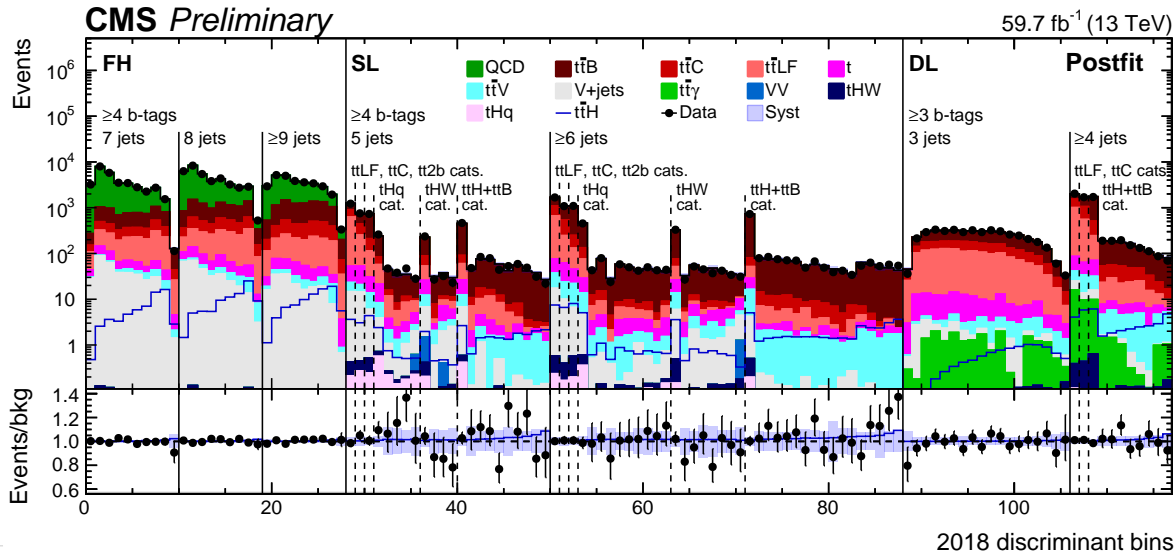 CMS Preliminary 59.7 fb⁻¹ (13 TeV)
Events
10⁶
10⁵
10⁴
10³
10²
10
1
FH SL DL Postfit
QCD tt̄B tt̄C tt̄LF t
tt̄V V+jets tt̄γ VV tHW
tHq tt̄H Data Syst
≥4 b-tags ≥4 b-tags ≥3 b-tags
7 jets 8 jets ≥9 jets 5 jets ≥6 jets 3 jets ≥4 jets
ttLF, ttC, tt2b cats. ttLF, ttC, tt2b cats. ttLF, ttC cats.
tHq tHW ttH+ttB tHq tHW ttH+ttB ttH+ttB
cat. cat. cat. cat. cat. cat. cat.
Events/bkg
1.4
1.2
1.0
0.8
0.6
0 20 40 60 80 100
2018 discriminant bins